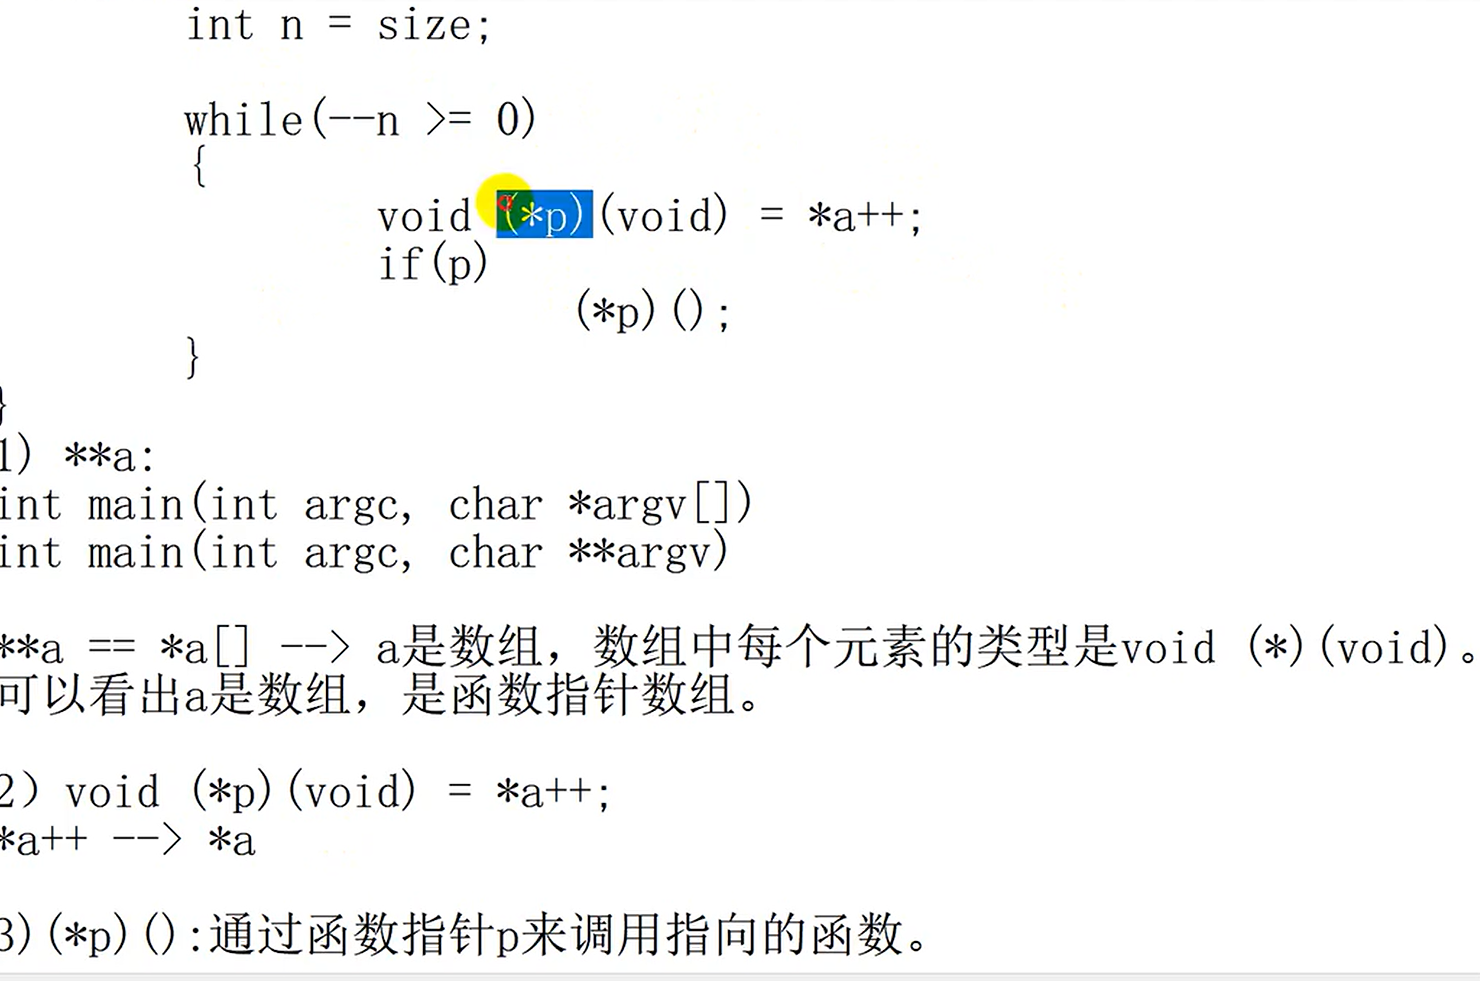 int n = size;
while(--n >= 0)
{
void (*p)(void) = *a++;
if(p)
(*p)();
}
}
1) **a:
int main(int argc, char *argv[])
int main(int argc, char **argv)
**a == *a[] --> a是数组，数组中每个元素的类型是void (*)(void)。
可以看出a是数组，是函数指针数组。
2) void (*p)(void) = *a++;
*a++ --> *a
3)(*p)():通过函数指针p来调用指向的函数。